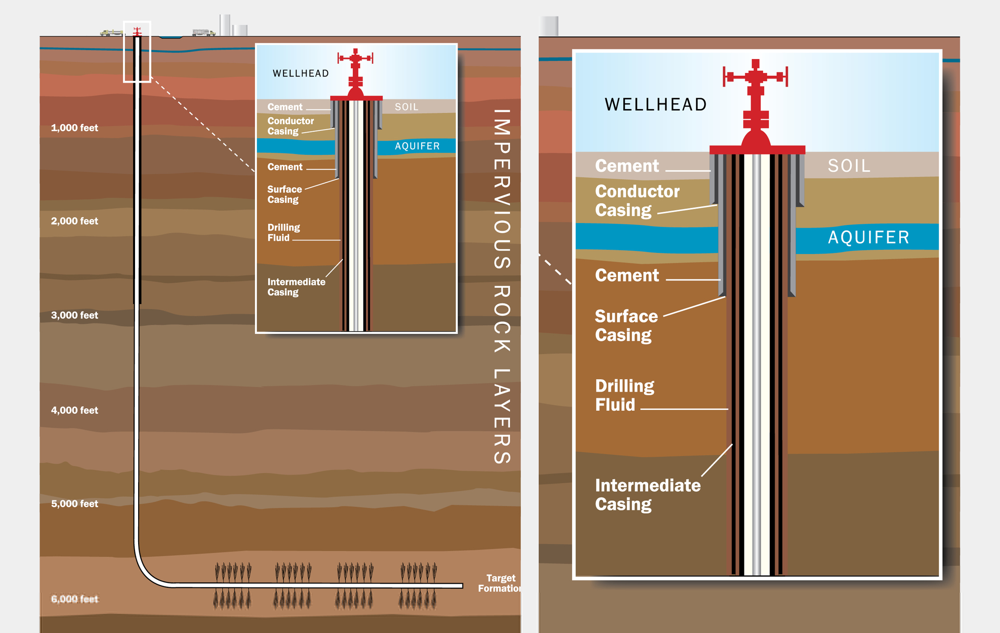 WELLHEAD
Cement
SOIL
Conductor
Casing
AQUIFER
Cement
Surface
Casing
Drilling
Fluid
Intermediate
Casing
1,000 feet
2,000 feet
3,000 feet
4,000 feet
5,000 feet
6,000 feet
IMPERVIOUS ROCK LAYERS
Target
Formation
WELLHEAD
Cement
SOIL
Conductor
Casing
AQUIFER
Cement
Surface
Casing
Drilling
Fluid
Intermediate
Casing